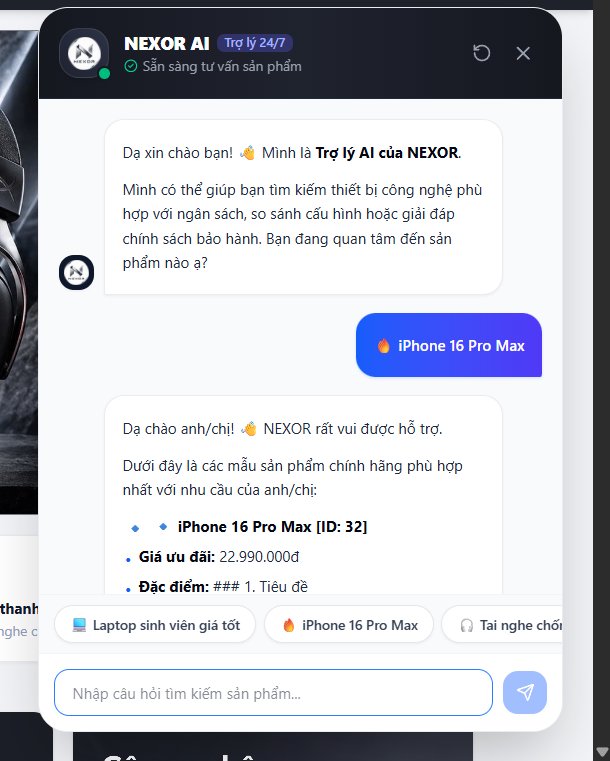 NEXOR AI Trợ lý 24/7
Sẵn sàng tư vấn sản phẩm
Dạ xin chào bạn! 👋 Mình là Trợ lý AI của NEXOR.
Mình có thể giúp bạn tìm kiếm thiết bị công nghệ phù
hợp với ngân sách, so sánh cấu hình hoặc giải đáp
chính sách bảo hành. Bạn đang quan tâm đến sản
phẩm nào ạ?
🔥 iPhone 16 Pro Max
Dạ chào anh/chị! 👋 NEXOR rất vui được hỗ trợ.
Dưới đây là các mẫu sản phẩm chính hãng phù hợp
nhất với nhu cầu của anh/chị:
🔹 🔹 iPhone 16 Pro Max [ID: 32]
• Giá ưu đãi: 22.990.000đ
• Đặc điểm: ### 1. Tiêu đề
thanh
nghe
💻 Laptop sinh viên giá tốt
🔥 iPhone 16 Pro Max
🎧 Tai nghe chốn
Nhập câu hỏi tìm kiếm sản phẩm...